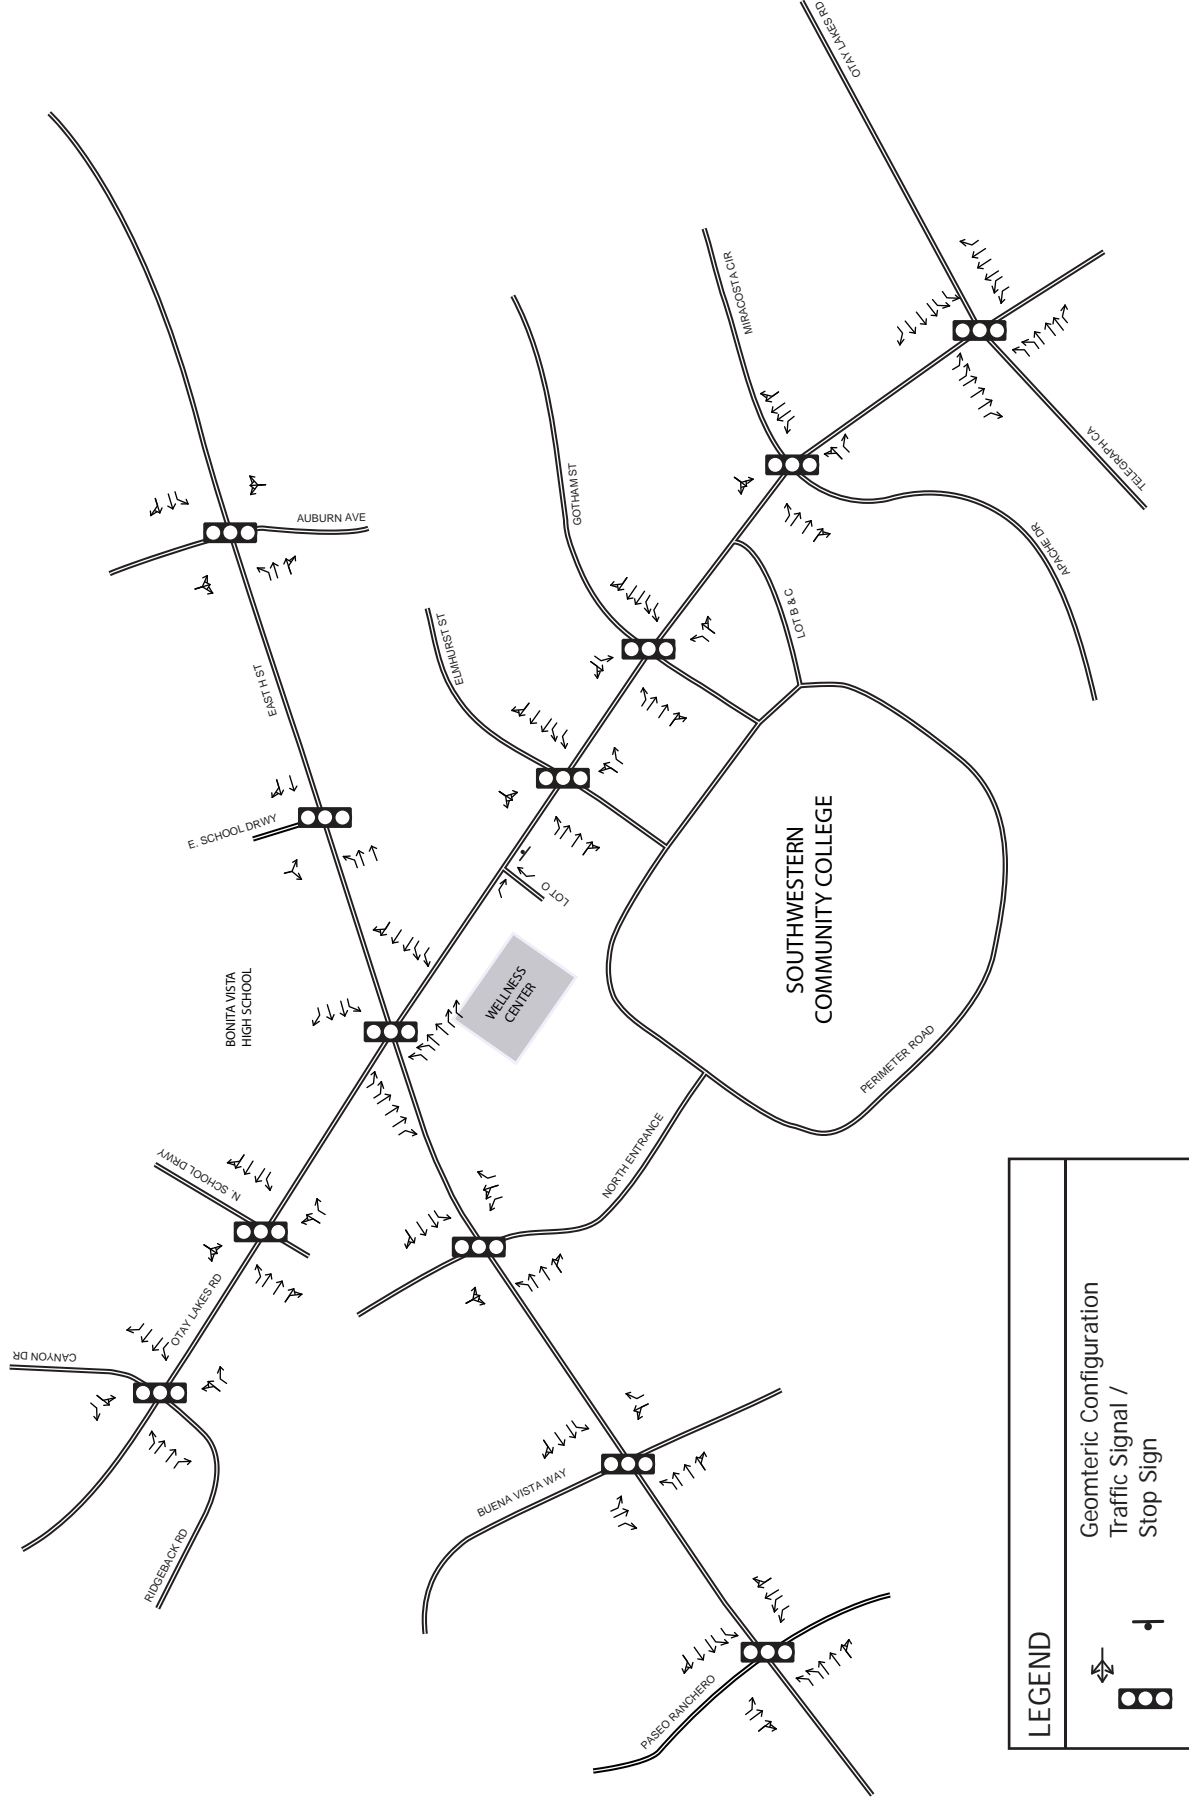 OTAY LAKES RD
MIRACOSTA CIR
GOTHAM ST
AUBURN AVE
ELMHURST ST
EAST H ST
E. SCHOOL DRWY
LOT B & C
APACHE DR
TELEGRAPH CA
LOT O
BONITA VISTA
HIGH SCHOOL
WELLNESS
CENTER
SOUTHWESTERN
COMMUNITY COLLEGE
PERIMETER ROAD
NORTH ENTRANCE
N. SCHOOL DRWY
OTAY LAKES RD
CANYON DR
RIDGEBACK RD
BUENA VISTA WAY
PASEO RANCHERO
LEGEND
Geomteric Configuration
Traffic Signal /
Stop Sign